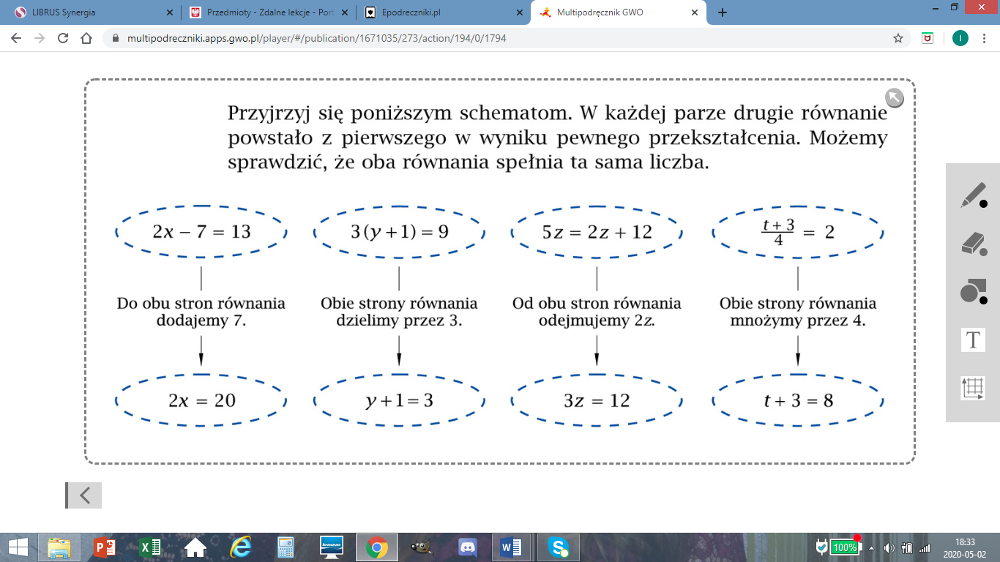 LIBRUS Synergia
Przedmioty - Zdalne lekcje - Port
Epodreczniki.pl
Multipodręcznik GWO
multipodreczniki.apps.gwo.pl/player/#/publication/1671035/273/action/194/0/1794
I
Przyjrzyj się poniższym schematom. W każdej parze drugie równanie
powstało z pierwszego w wyniku pewnego przekształcenia. Możemy
sprawdzić, że oba równania spełnia ta sama liczba.
2x − 7 = 13
3(y + 1) = 9
5z = 2z + 12
(t + 3)/4 = 2
Do obu stron równania
dodajemy 7.
Obie strony równania
dzielimy przez 3.
Od obu stron równania
odejmujemy 2z.
Obie strony równania
mnożymy przez 4.
2x = 20
y + 1 = 3
3z = 12
t + 3 = 8
T
lenovo
100%
18:33
2020-05-02